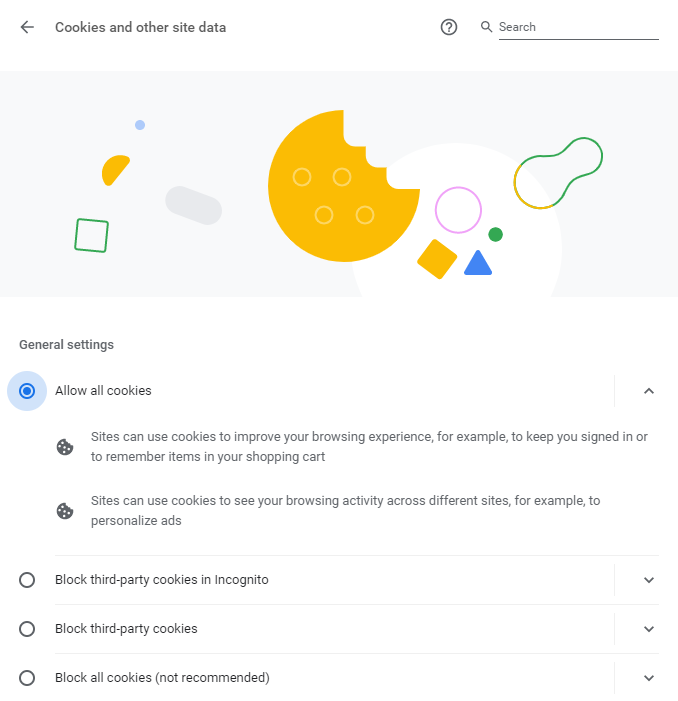 Cookies and other site data
Search
General settings
Allow all cookies
Sites can use cookies to improve your browsing experience, for example, to keep you signed in or
to remember items in your shopping cart
Sites can use cookies to see your browsing activity across different sites, for example, to
personalize ads
Block third-party cookies in Incognito
Block third-party cookies
Block all cookies (not recommended)